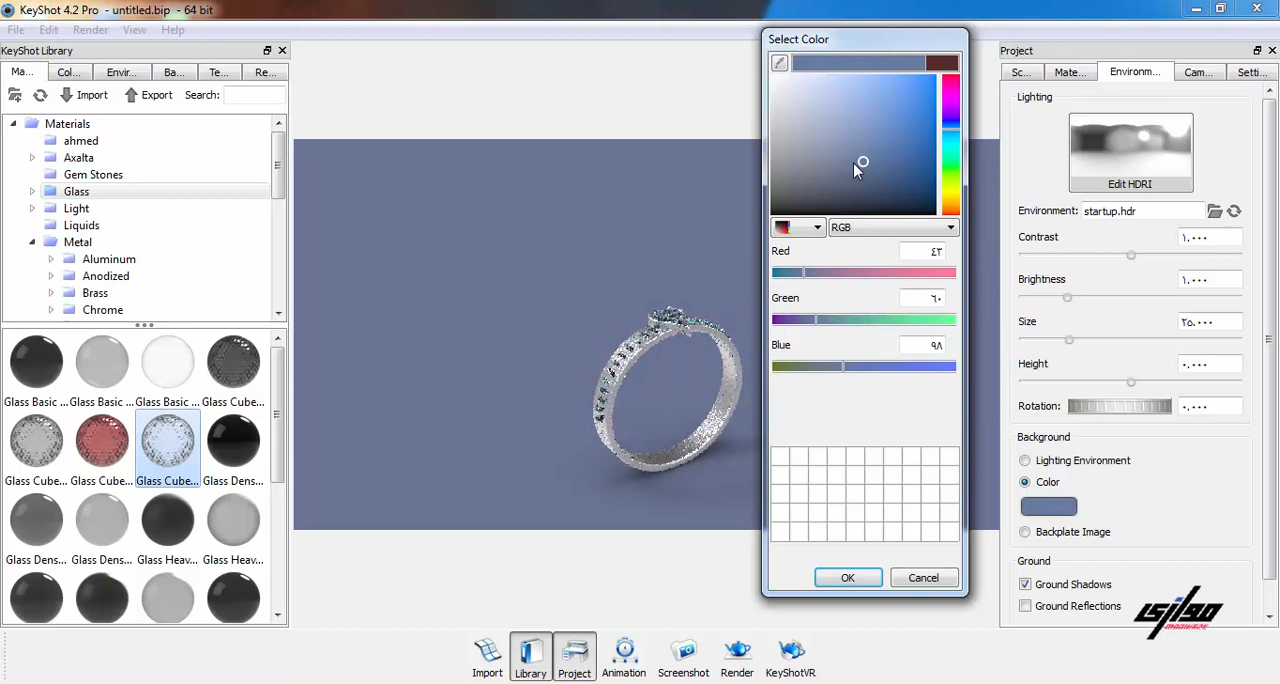 KeyShot 4.2 Pro - untitled.bip - 64 bit
File Edit Render View Help
KeyShot Library
Ma... Col... Envir... Ba... Te... Re...
Import Export Search:
Materials
ahmed
Axalta
Gem Stones
Glass
Light
Liquids
Metal
Aluminum
Anodized
Brass
Chrome
Glass Basic ... Glass Basic ... Glass Basic ... Glass Cube...
Glass Cube... Glass Cube... Glass Cube... Glass Dens...
Glass Dens... Glass Dens... Glass Heav... Glass Heav...
Select Color
RGB
Red ٤٣
Green ٦٠
Blue ٩٨
OK Cancel
Project
Sc... Mate... Environm... Cam... Setti...
Lighting
Edit HDRI
Environment: startup.hdr
Contrast ١,٠٠٠
Brightness ١,٠٠٠
Size ٢٥,٠٠٠
Height ٠,٠٠٠
Rotation: ٠,٠٠٠
Background
Lighting Environment
Color
Backplate Image
Ground
Ground Shadows
Ground Reflections
موازى
MAOWAZE
Import Library Project Animation Screenshot Render KeyShotVR